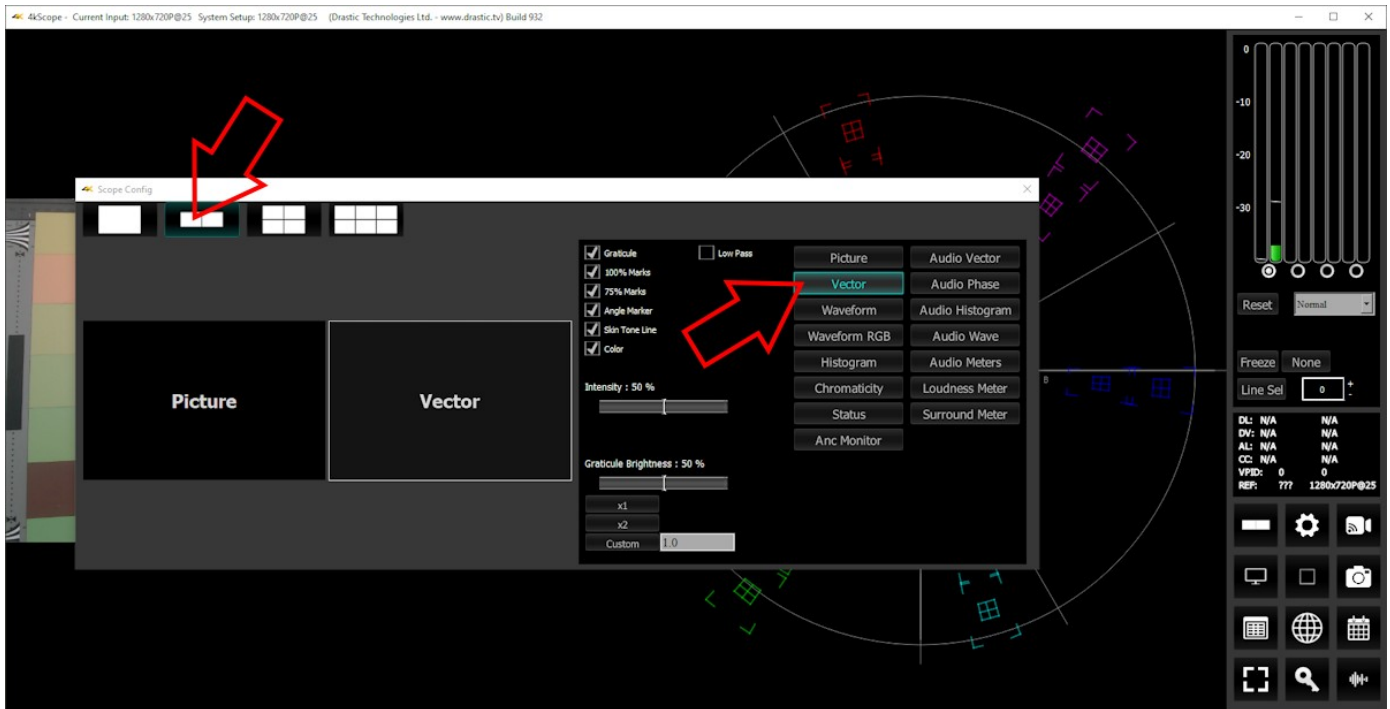 4kScope - Current Input: 1280x720P@25 System Setup: 1280x720P@25 (Drastic Technologies Ltd. - www.drastic.tv) Build 932
Scope Config
Picture
Vector
Graticule
Low Pass
100% Marks
75% Marks
Angle Marker
Skin Tone Line
Color
Intensity : 50 %
Graticule Brightness : 50 %
x1
x2
Custom 1.0
Picture Audio Vector
Vector Audio Phase
Waveform Audio Histogram
Waveform RGB Audio Wave
Histogram Audio Meters
Chromaticity Loudness Meter
Status Surround Meter
Anc Monitor
B
0
-10
-20
-30
Reset Normal
Freeze None
Line Sel 0 + -
DL: N/A N/A
DV: N/A N/A
AL: N/A N/A
CC: N/A N/A
VPID: 0 0
REF: ??? 1280x720P@25